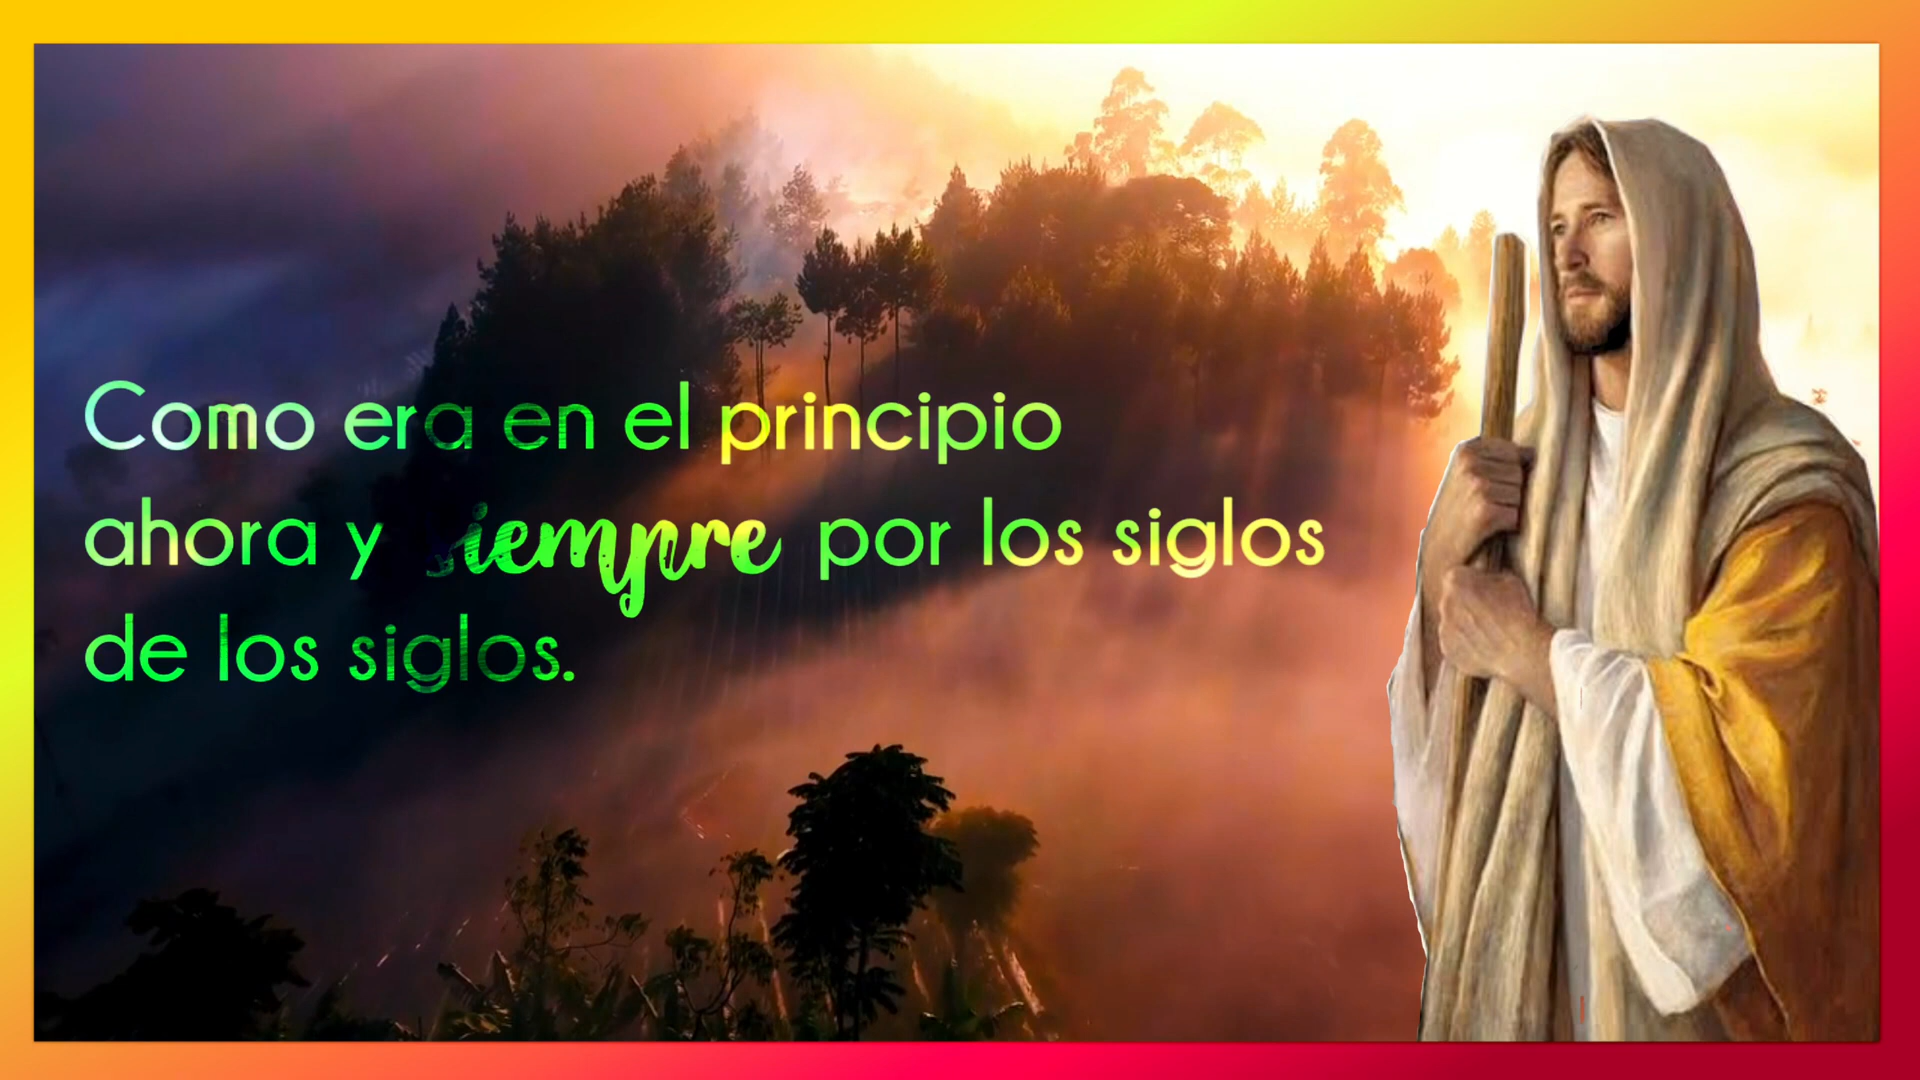 Como era en el principio
ahora y siempre por los siglos
de los siglos.